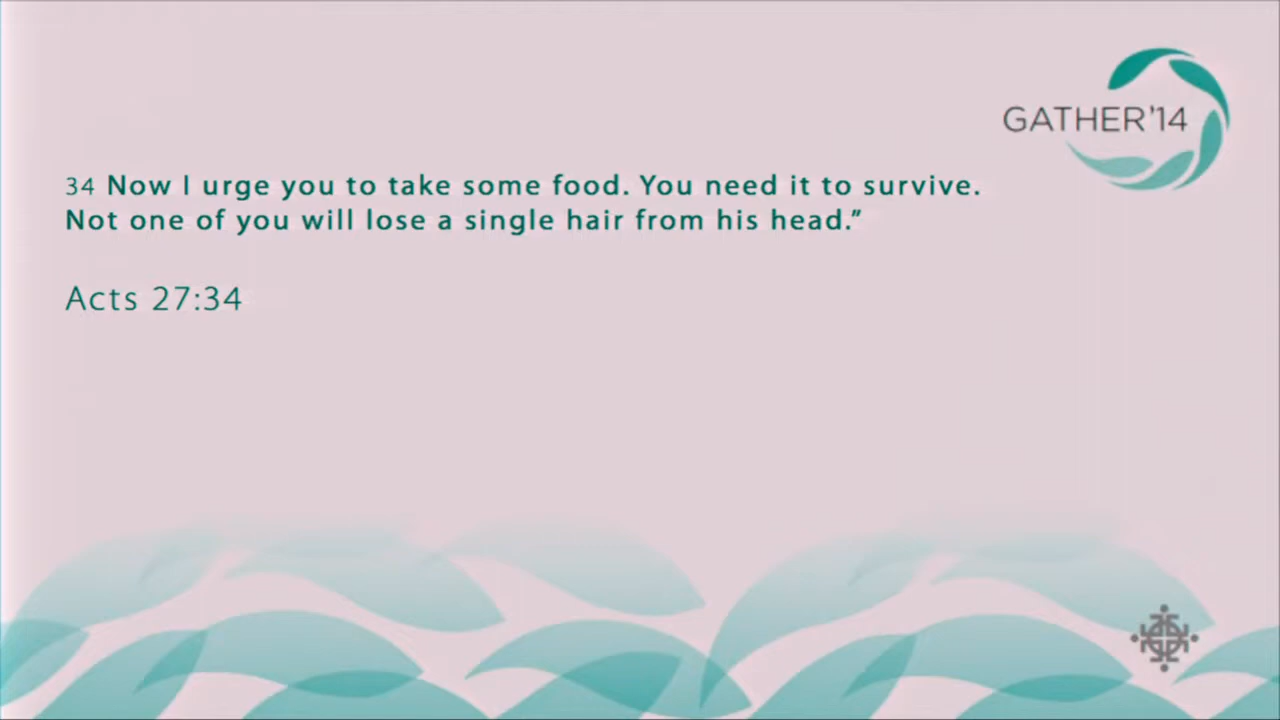 GATHER'14
34 Now I urge you to take some food. You need it to survive.
Not one of you will lose a single hair from his head.”
Acts 27:34